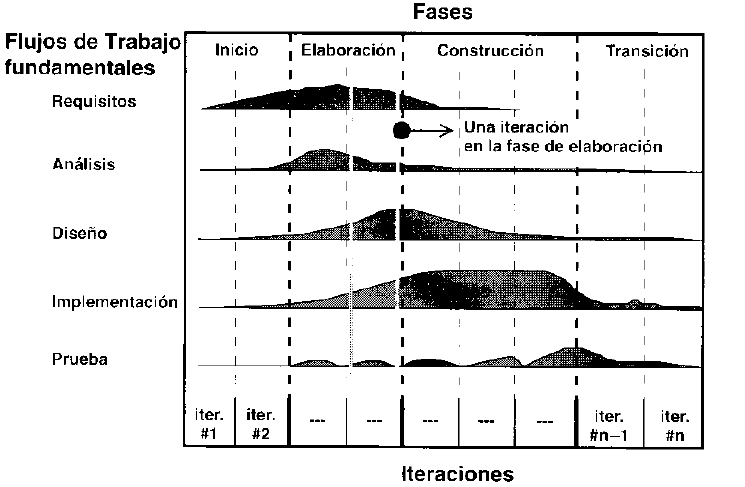 Fases
Flujos de Trabajo
fundamentales
Inicio
Elaboración
Construcción
Transición
Requisitos
Una iteración
en la fase de elaboración
Análisis
Diseño
Implementación
Prueba
iter.
#1
iter.
#2
---
---
---
---
---
iter.
#n–1
iter.
#n
Iteraciones